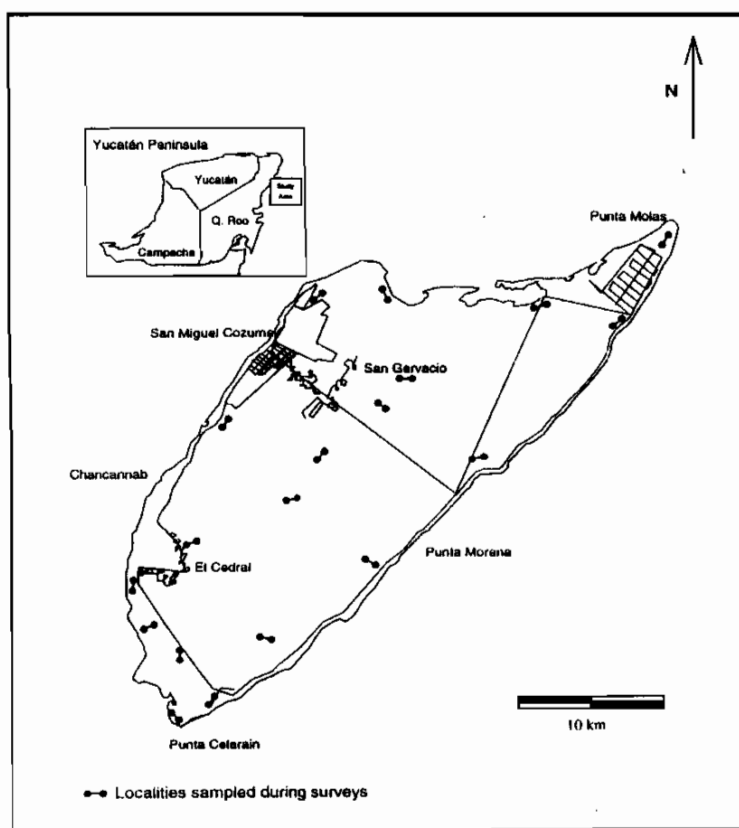 N
Yucatán Peninsula
Yucatán
Study
Area
Q. Roo
Campeche
Punta Molas
San Miguel Cozume
San Gervacio
Chancannab
El Cedral
Punta Morena
Punta Celarain
10 km
Localities sampled during surveys